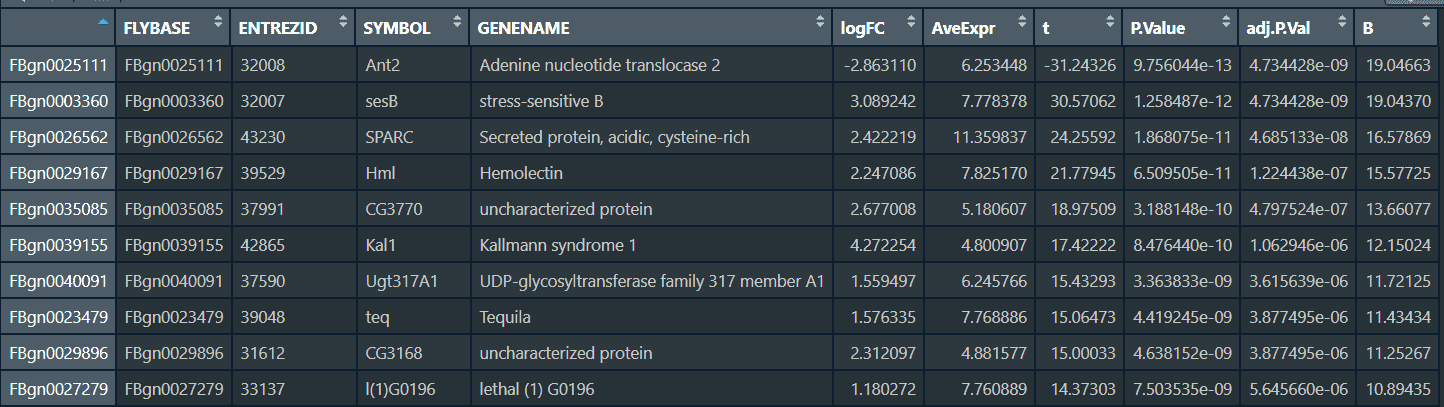 FLYBASE ENTREZID SYMBOL GENENAME logFC AveExpr t P.Value adj.P.Val B
FBgn0025111 FBgn0025111 32008 Ant2 Adenine nucleotide translocase 2 -2.863110 6.253448 -31.24326 9.756044e-13 4.734428e-09 19.04663
FBgn0003360 FBgn0003360 32007 sesB stress-sensitive B 3.089242 7.778378 30.57062 1.258487e-12 4.734428e-09 19.04370
FBgn0026562 FBgn0026562 43230 SPARC Secreted protein, acidic, cysteine-rich 2.422219 11.359837 24.25592 1.868075e-11 4.685133e-08 16.57869
FBgn0029167 FBgn0029167 39529 Hml Hemolectin 2.247086 7.825170 21.77945 6.509505e-11 1.224438e-07 15.57725
FBgn0035085 FBgn0035085 37991 CG3770 uncharacterized protein 2.677008 5.180607 18.97509 3.188148e-10 4.797524e-07 13.66077
FBgn0039155 FBgn0039155 42865 Kal1 Kallmann syndrome 1 4.272254 4.800907 17.42222 8.476440e-10 1.062946e-06 12.15024
FBgn0040091 FBgn0040091 37590 Ugt317A1 UDP-glycosyltransferase family 317 member A1 1.559497 6.245766 15.43293 3.363833e-09 3.615639e-06 11.72125
FBgn0023479 FBgn0023479 39048 teq Tequila 1.576335 7.768886 15.06473 4.419245e-09 3.877495e-06 11.43434
FBgn0029896 FBgn0029896 31612 CG3168 uncharacterized protein 2.312097 4.881577 15.00033 4.638152e-09 3.877495e-06 11.25267
FBgn0027279 FBgn0027279 33137 l(1)G0196 lethal (1) G0196 1.180272 7.760889 14.37303 7.503535e-09 5.645660e-06 10.89435